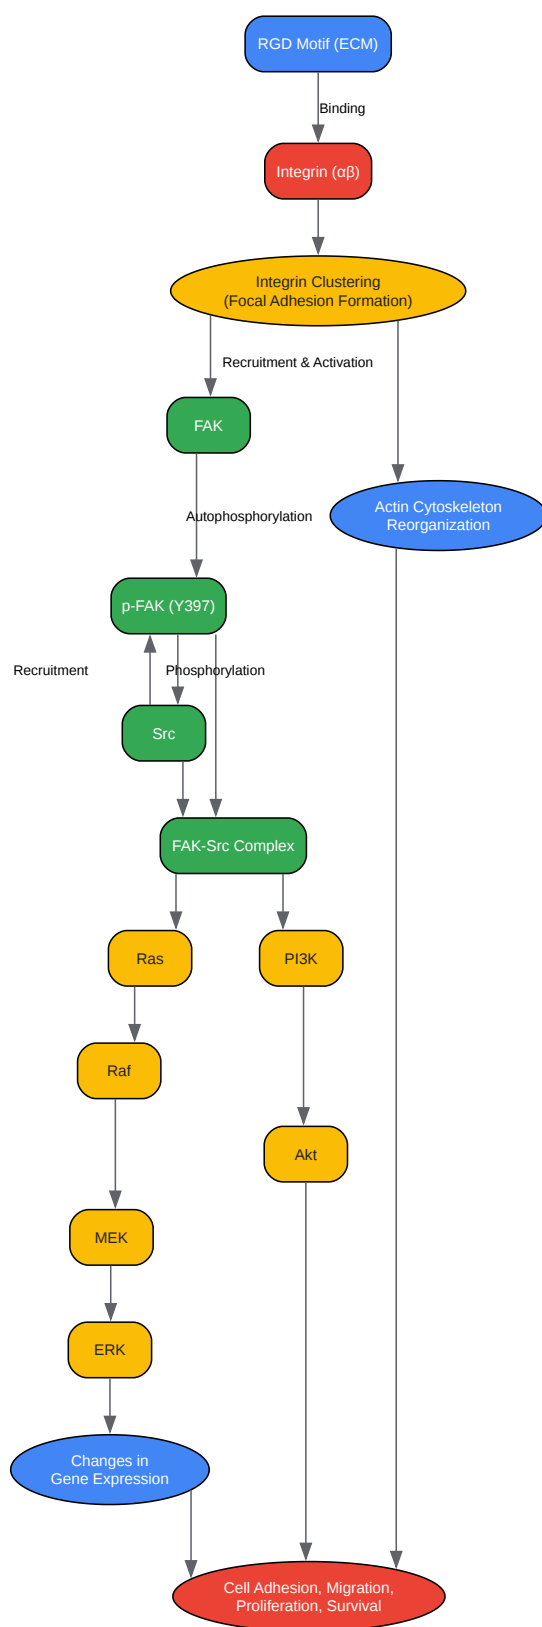 RGD Motif (ECM)
Binding
Integrin (αβ)
Integrin Clustering
(Focal Adhesion Formation)
Recruitment & Activation
FAK
Actin Cytoskeleton
Reorganization
Autophosphorylation
p-FAK (Y397)
Recruitment
Phosphorylation
Src
FAK-Src Complex
Ras
PI3K
Raf
Akt
MEK
ERK
Changes in
Gene Expression
Cell Adhesion, Migration,
Proliferation, Survival